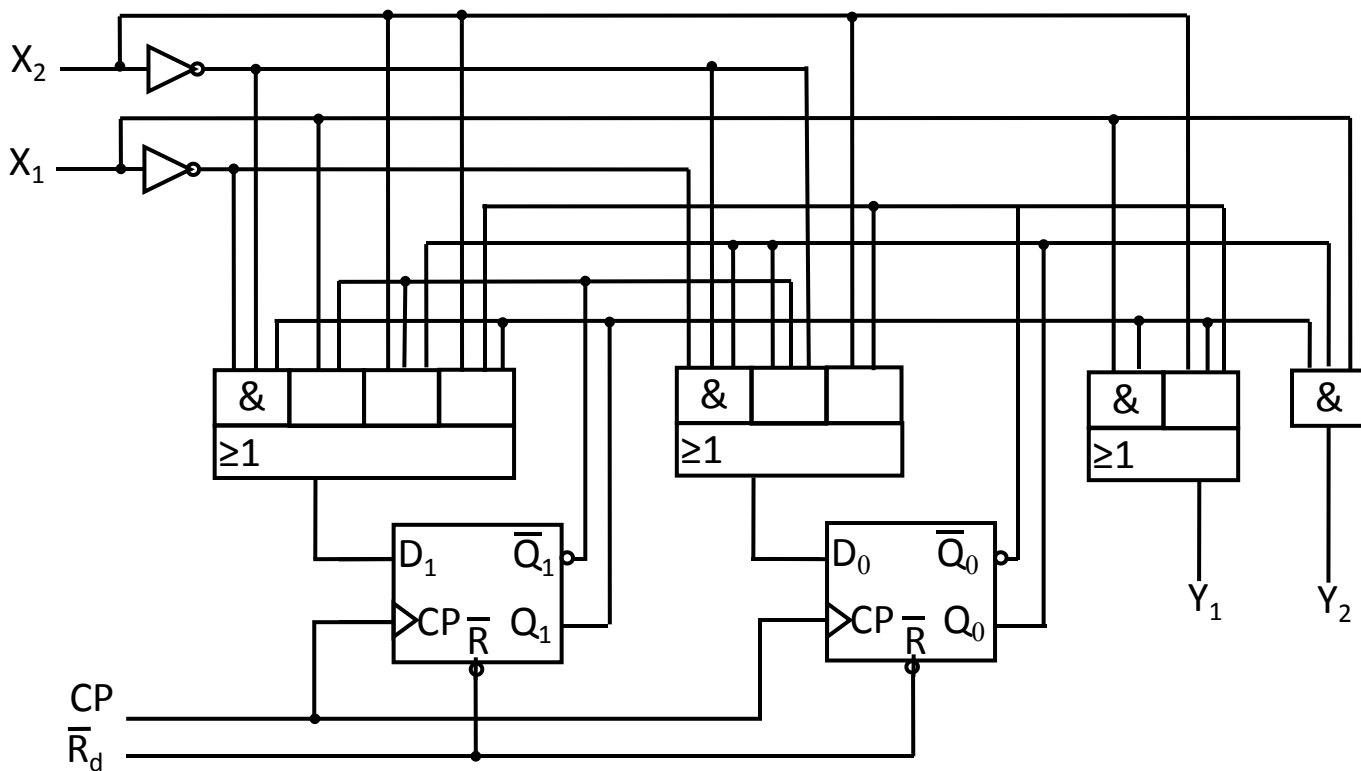 X₂
X₁
& & & &
≥1 ≥1 ≥1
D₁ Q̅₁ D₀ Q̅₀
CP R̅ Q₁ CP R̅ Q₀
Y₁ Y₂
CP
R̅d